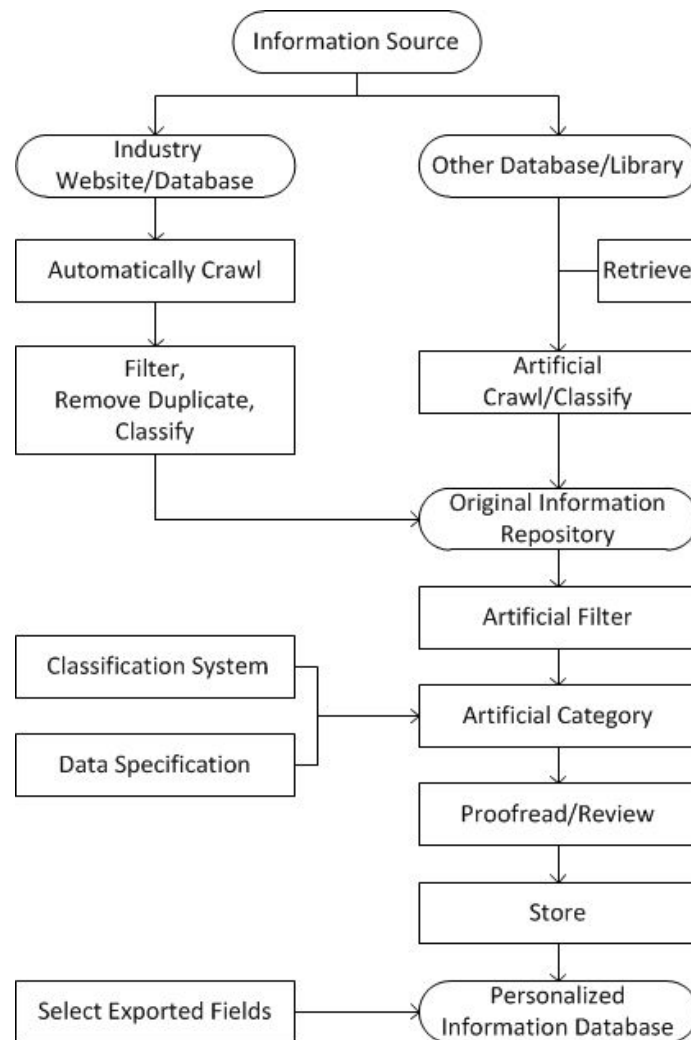 Information Source
Industry
Website/Database
Other Database/Library
Automatically Crawl
Retrieve
Filter,
Remove Duplicate,
Classify
Artificial
Crawl/Classify
Original Information
Repository
Artificial Filter
Classification System
Artificial Category
Data Specification
Proofread/Review
Store
Select Exported Fields
Personalized
Information Database